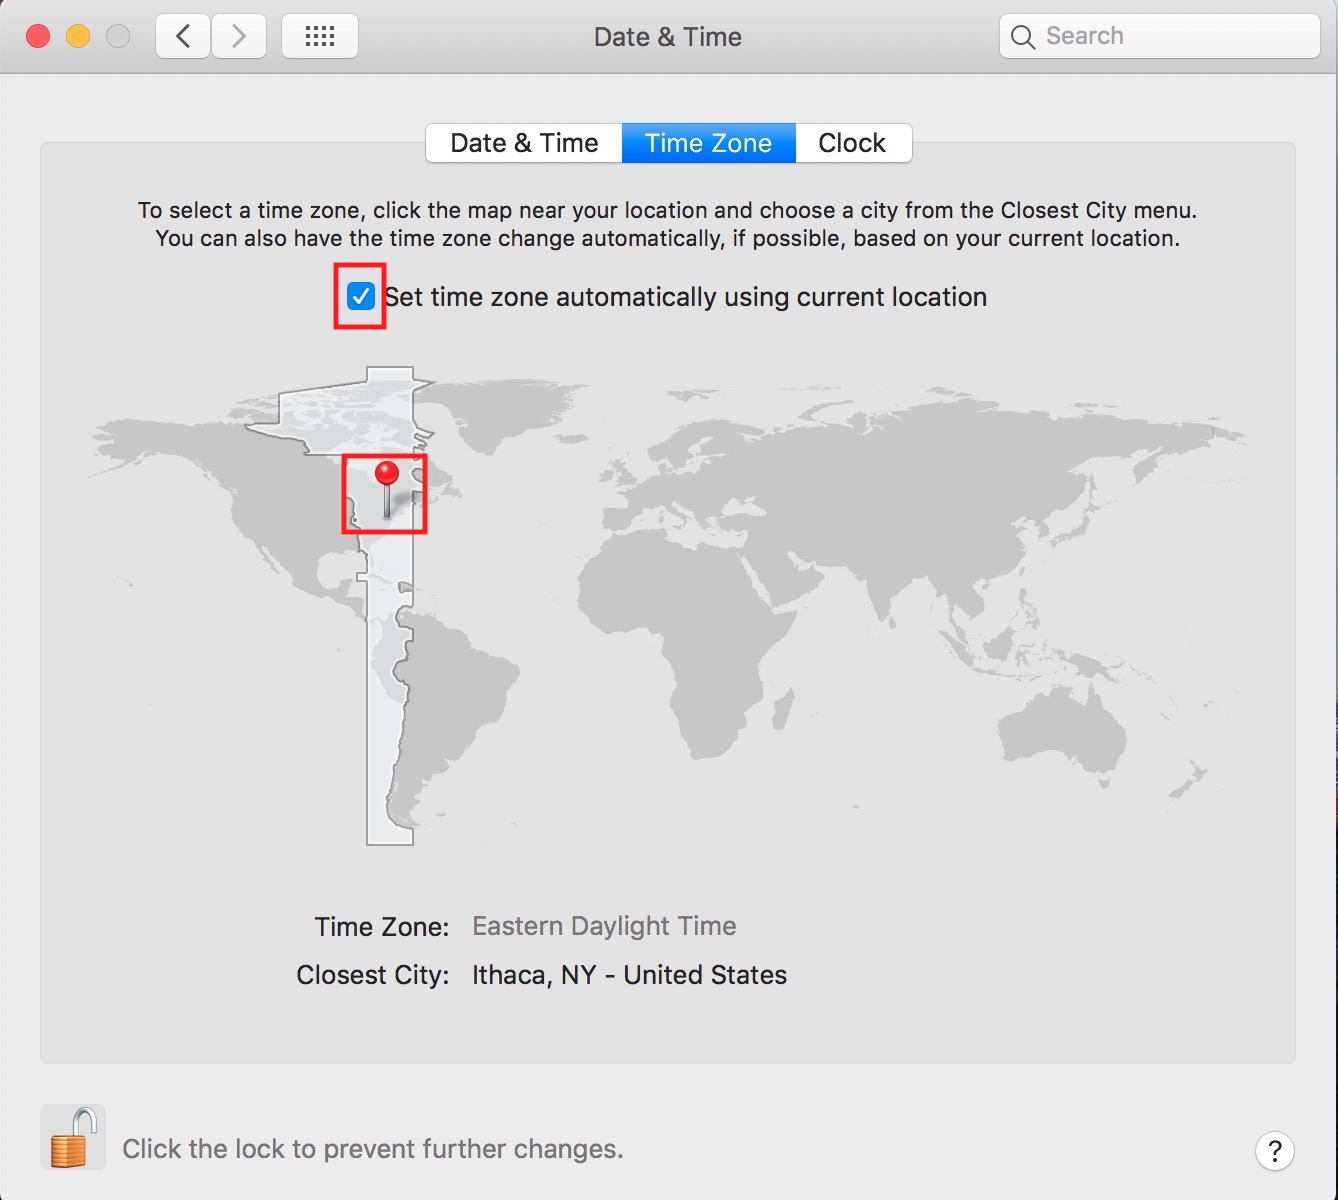 Date & Time
Search
Date & Time
Time Zone
Clock
To select a time zone, click the map near your location and choose a city from the Closest City menu.
You can also have the time zone change automatically, if possible, based on your current location.
Set time zone automatically using current location
Time Zone: Eastern Daylight Time
Closest City: Ithaca, NY - United States
Click the lock to prevent further changes.
?